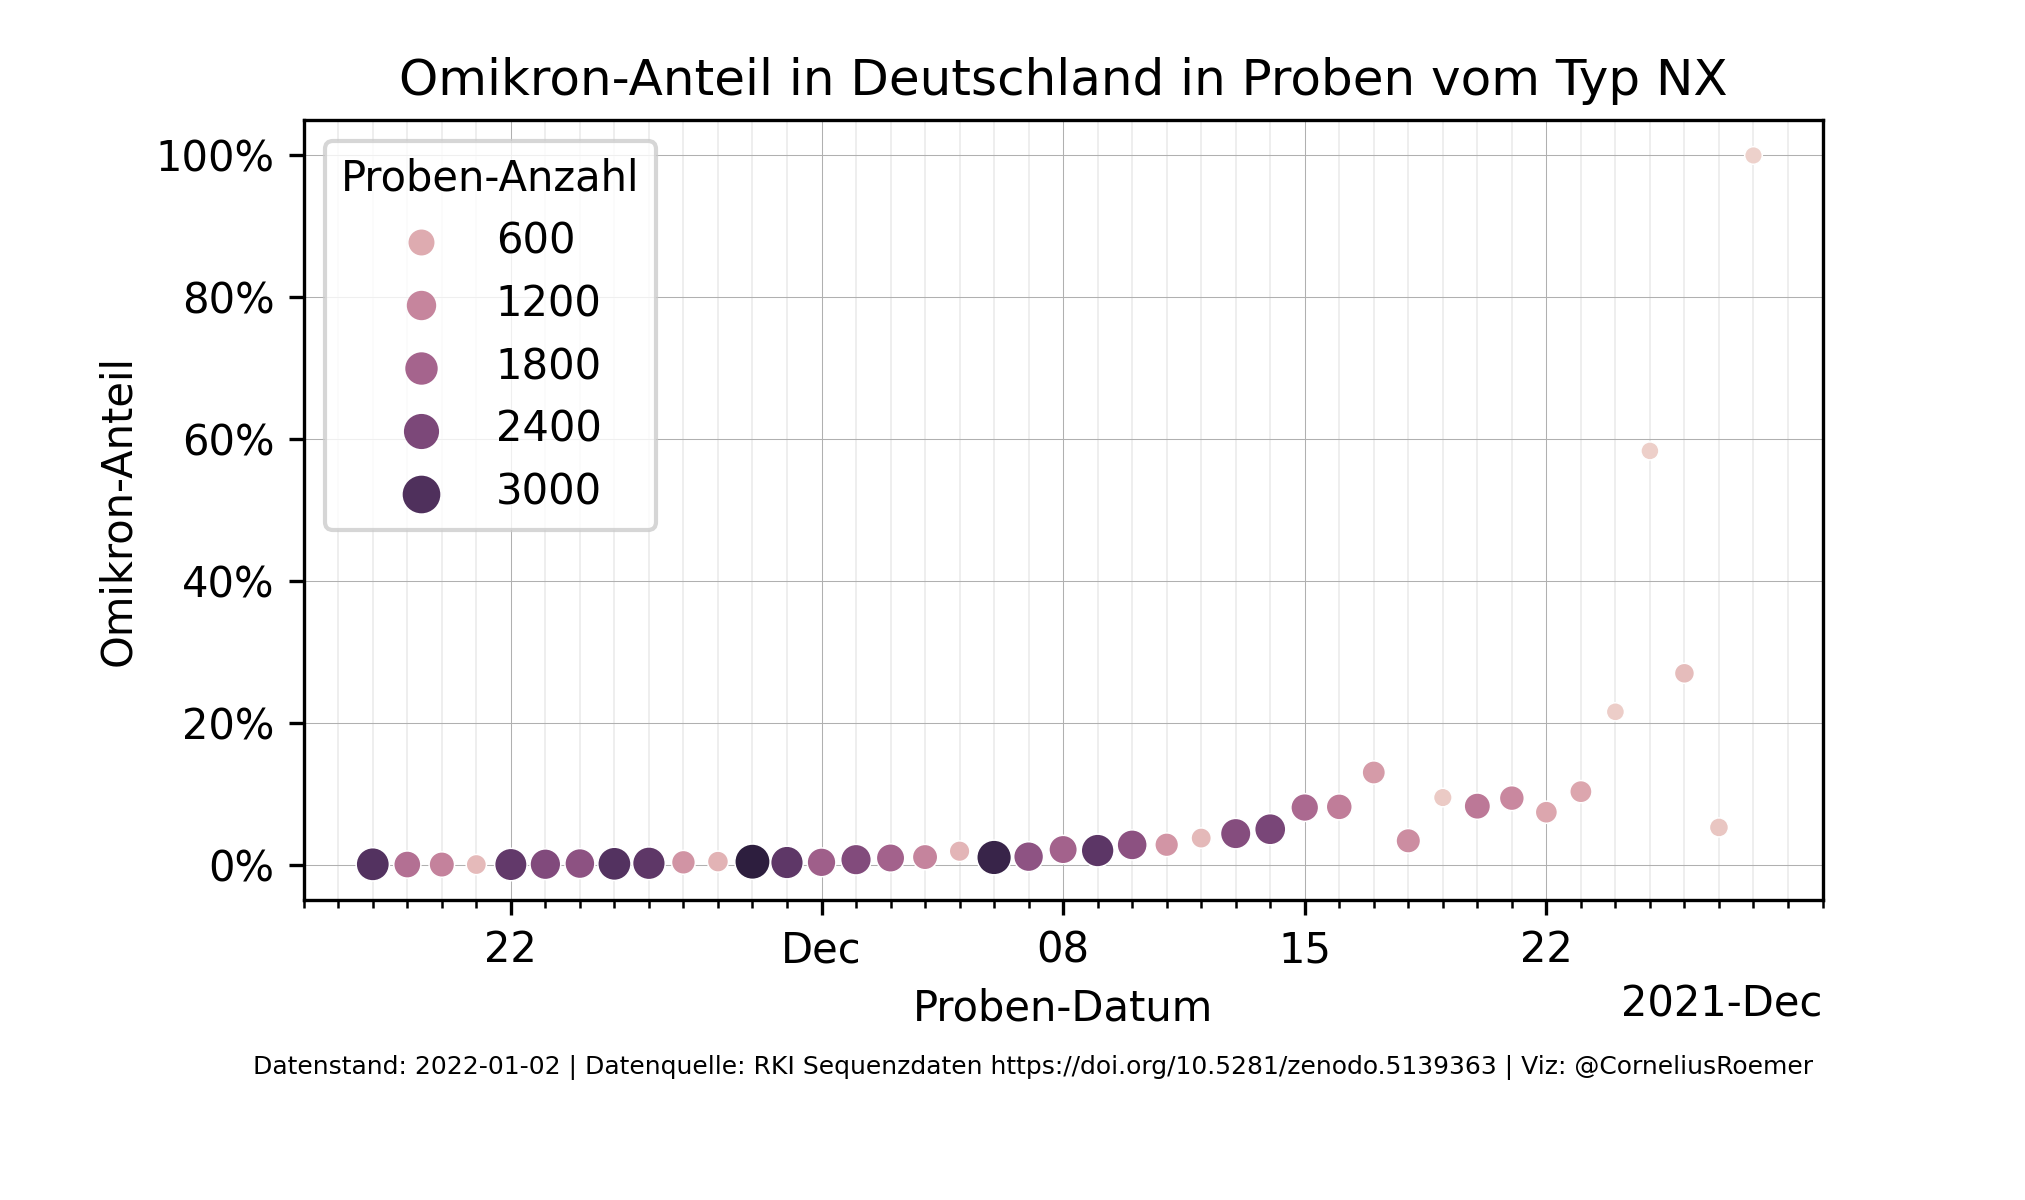 Omikron-Anteil in Deutschland in Proben vom Typ NX
Proben-Anzahl
600
1200
1800
2400
3000
100%
80%
60%
40%
20%
0%
Omikron-Anteil
22
Dec
08
15
22
2021-Dec
Proben-Datum
Datenstand: 2022-01-02 | Datenquelle: RKI Sequenzdaten https://doi.org/10.5281/zenodo.5139363 | Viz: @CorneliusRoemer